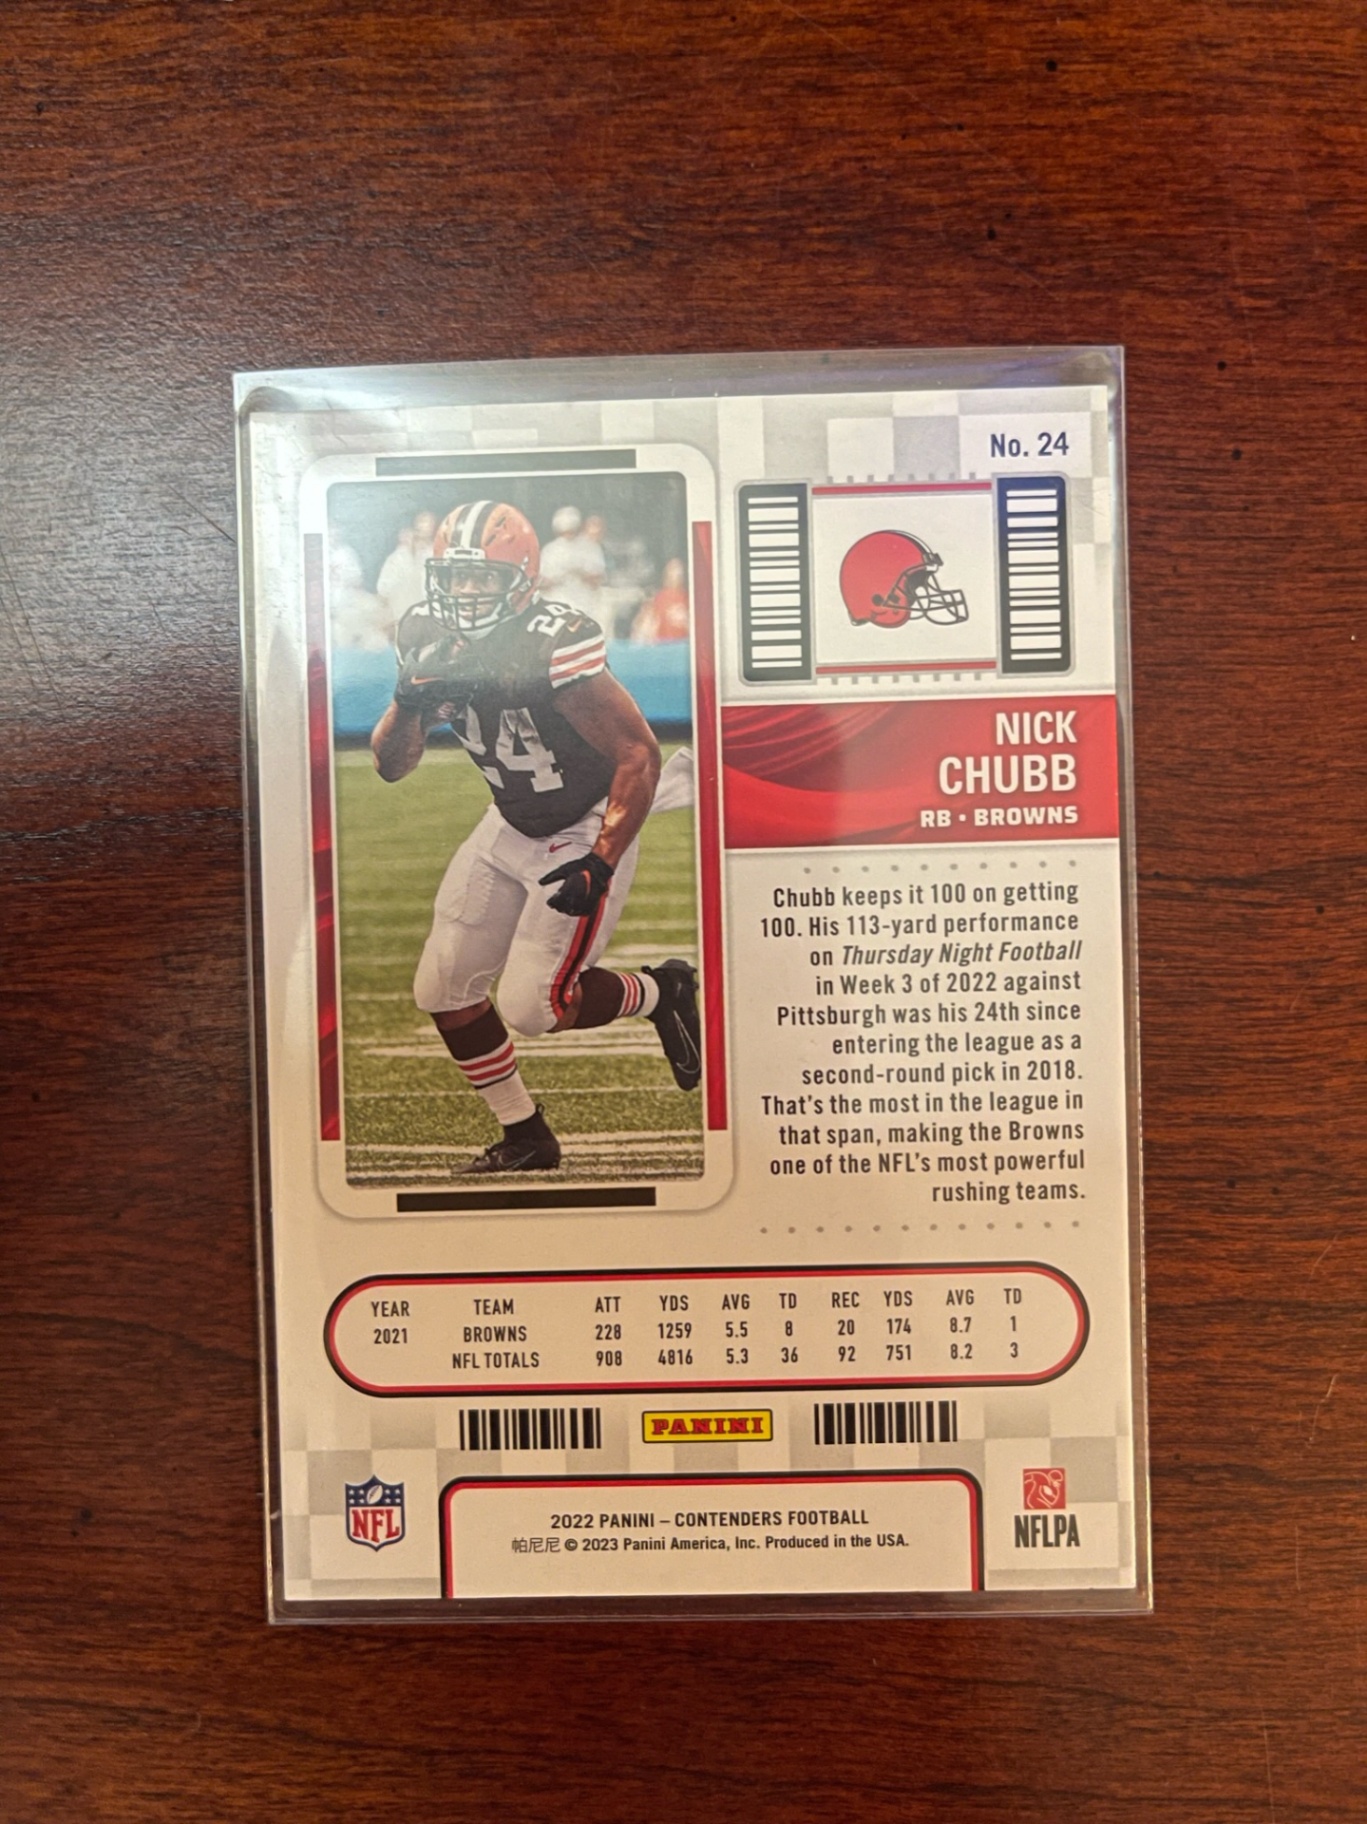 No. 24
24
24
NICK
CHUBB
RB • BROWNS
Chubb keeps it 100 on getting
100. His 113-yard performance
on Thursday Night Football
in Week 3 of 2022 against
Pittsburgh was his 24th since
entering the league as a
second-round pick in 2018.
That's the most in the league in
that span, making the Browns
one of the NFL's most powerful
rushing teams.
YEAR TEAM ATT YDS AVG TD REC YDS AVG TD
2021 BROWNS 228 1259 5.5 8 20 174 8.7 1
NFL TOTALS 908 4816 5.3 36 92 751 8.2 3
PANINI
NFL
2022 PANINI – CONTENDERS FOOTBALL
帕尼尼 © 2023 Panini America, Inc. Produced in the USA.
NFLPA